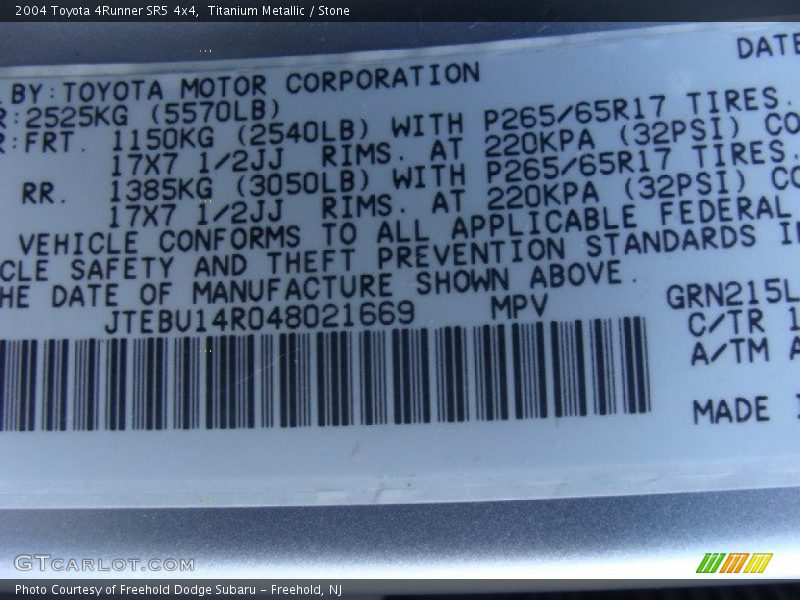 2004 Toyota 4Runner SR5 4x4, Titanium Metallic / Stone
DATE
BY: TOYOTA MOTOR CORPORATION
R: 2525KG (5570LB)
R: FRT. 1150KG (2540LB) WITH P265/65R17 TIRES.
17X7 1/2JJ RIMS. AT 220KPA (32PSI) CO
RR. 1385KG (3050LB) WITH P265/65R17 TIRES.
17X7 1/2JJ RIMS. AT 220KPA (32PSI) CO
VEHICLE CONFORMS TO ALL APPLICABLE FEDERAL
CLE SAFETY AND THEFT PREVENTION STANDARDS I
HE DATE OF MANUFACTURE SHOWN ABOVE.
JTEBU14R048021669 MPV GRN215L
C/TR 1
A/TM A
MADE I
GTCARLOT.COM
Photo Courtesy of Freehold Dodge Subaru – Freehold, NJ